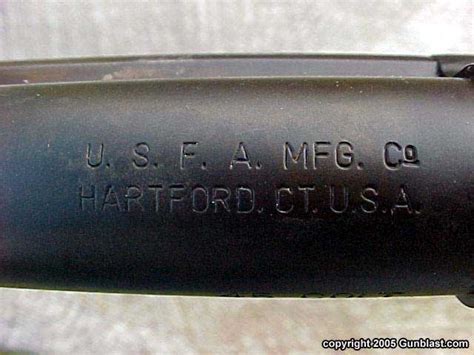 U. S. F. A. MFG. Co
HARTFORD. CT. U.S.A.
copyright 2005 Gunblast.com